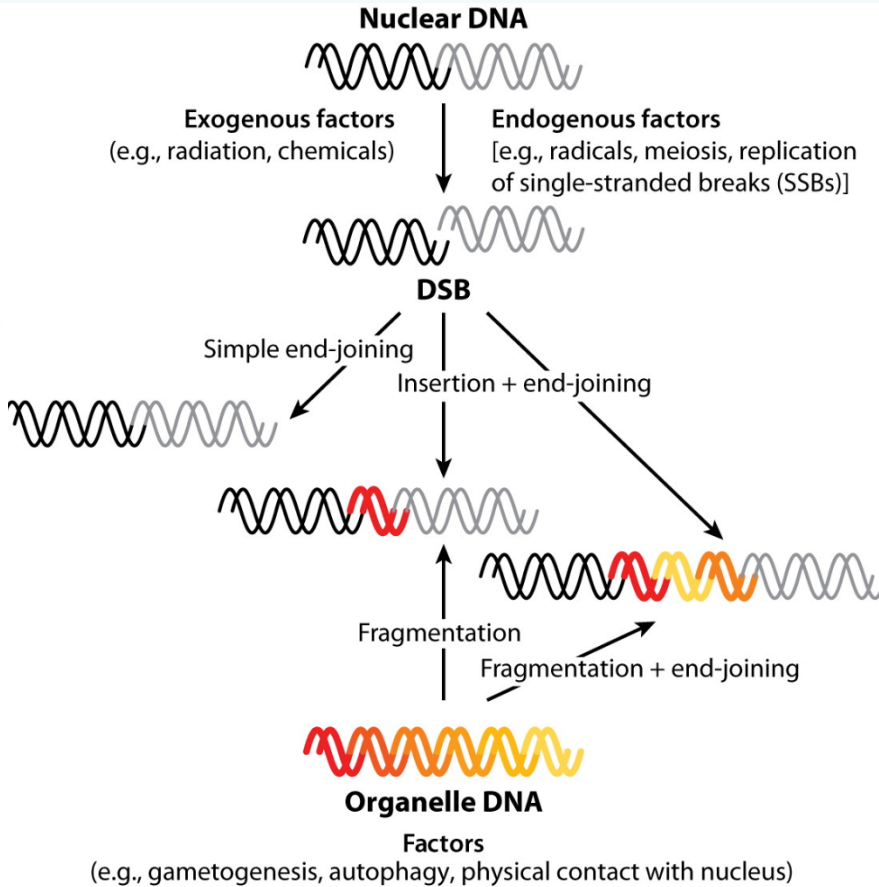 Nuclear DNA
Exogenous factors
(e.g., radiation, chemicals)
Endogenous factors
[e.g., radicals, meiosis, replication
of single-stranded breaks (SSBs)]
DSB
Simple end-joining
Insertion + end-joining
Fragmentation
Fragmentation + end-joining
Organelle DNA
Factors
(e.g., gametogenesis, autophagy, physical contact with nucleus)